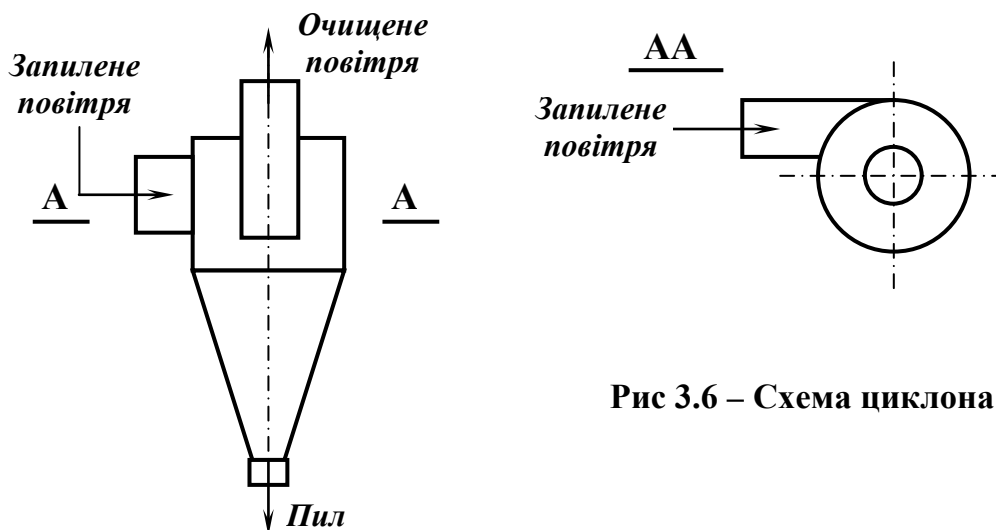 Очищене
повітря
Запилене
повітря
А
А
Пил
АА
Запилене
повітря
Рис 3.6 – Схема циклона